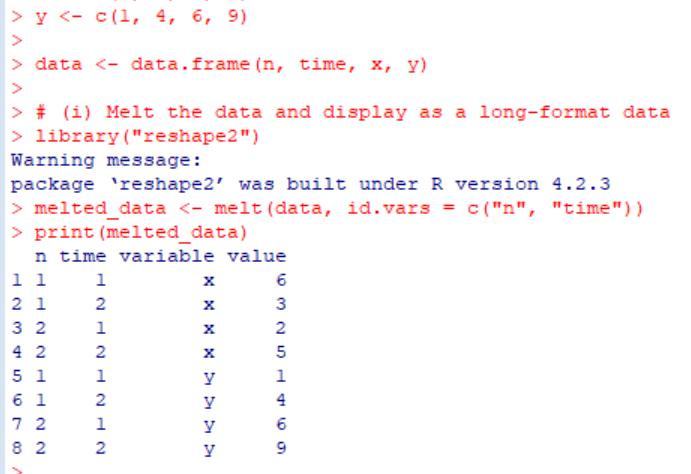 > y <- c(1, 4, 6, 9)
>
> data <- data.frame(n, time, x, y)
>
> # (i) Melt the data and display as a long-format data
> library("reshape2")
Warning message:
package ‘reshape2’ was built under R version 4.2.3
> melted_data <- melt(data, id.vars = c("n", "time"))
> print(melted_data)
  n time variable value
1 1    1        x     6
2 1    2        x     3
3 2    1        x     2
4 2    2        x     5
5 1    1        y     1
6 1    2        y     4
7 2    1        y     6
8 2    2        y     9
>